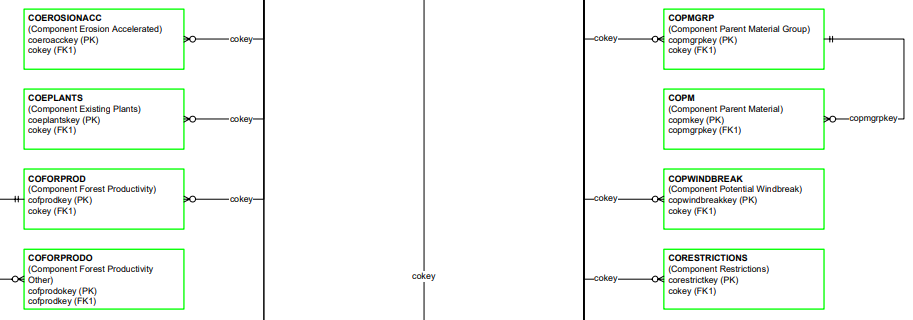 COEROSIONACC
(Component Erosion Accelerated)
coeroacckey (PK)
cokey (FK1)
cokey
COEPLANTS
(Component Existing Plants)
coeplantskey (PK)
cokey (FK1)
cokey
COFORPROD
(Component Forest Productivity)
cofprodkey (PK)
cokey (FK1)
cokey
COFORPRODO
(Component Forest Productivity
Other)
cofprodokey (PK)
cofprodkey (FK1)
cokey
cokey
COPMGRP
(Component Parent Material Group)
copmgrpkey (PK)
cokey (FK1)
COPM
(Component Parent Material)
copmkey (PK)
copmgrpkey (FK1)
copmgrpkey
cokey
COPWINDBREAK
(Component Potential Windbreak)
copwindbreakkey (PK)
cokey (FK1)
cokey
CORESTRICTIONS
(Component Restrictions)
corestrictkey (PK)
cokey (FK1)